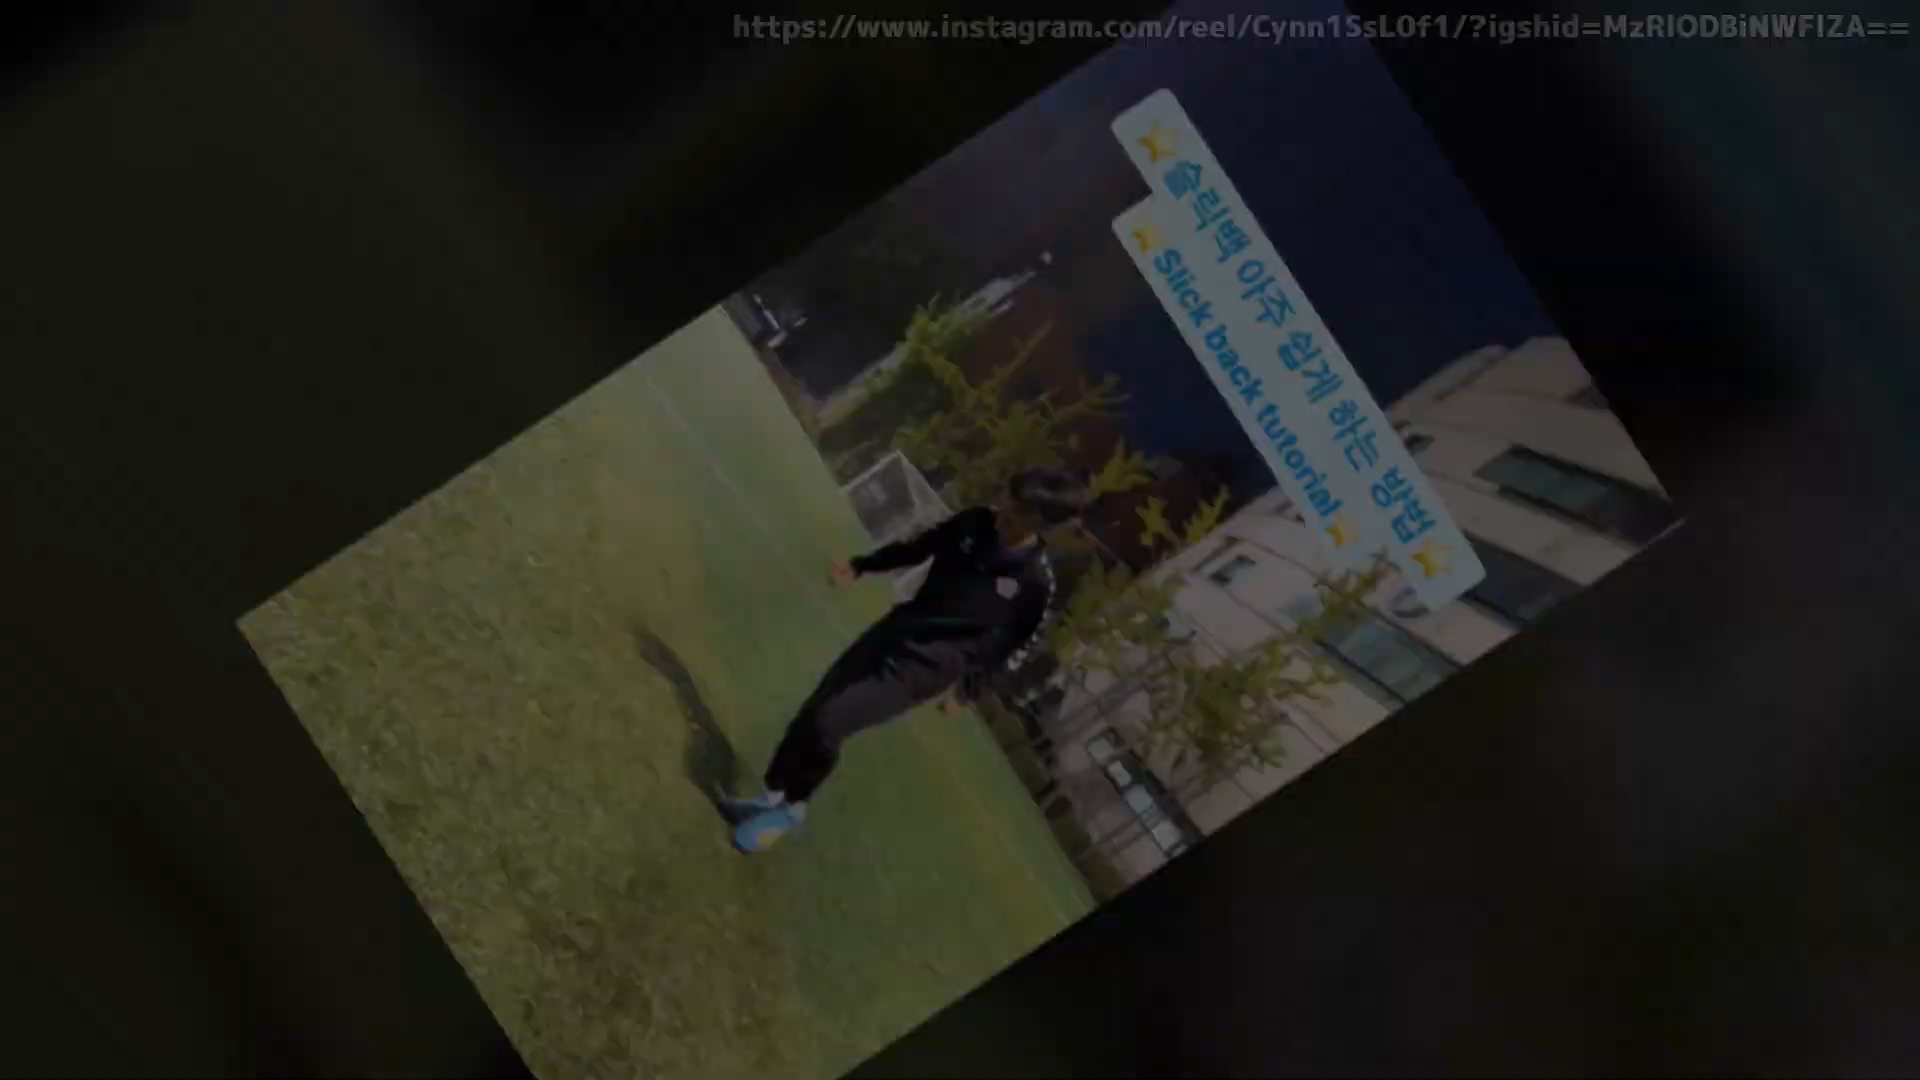 https://www.instagram.com/reel/Cynn1SsL0f1/?igshid=MzRlODBiNWFlZA==
⭐슬릭백 아주 쉽게 하는 방법⭐
⭐Slick back tutorial⭐